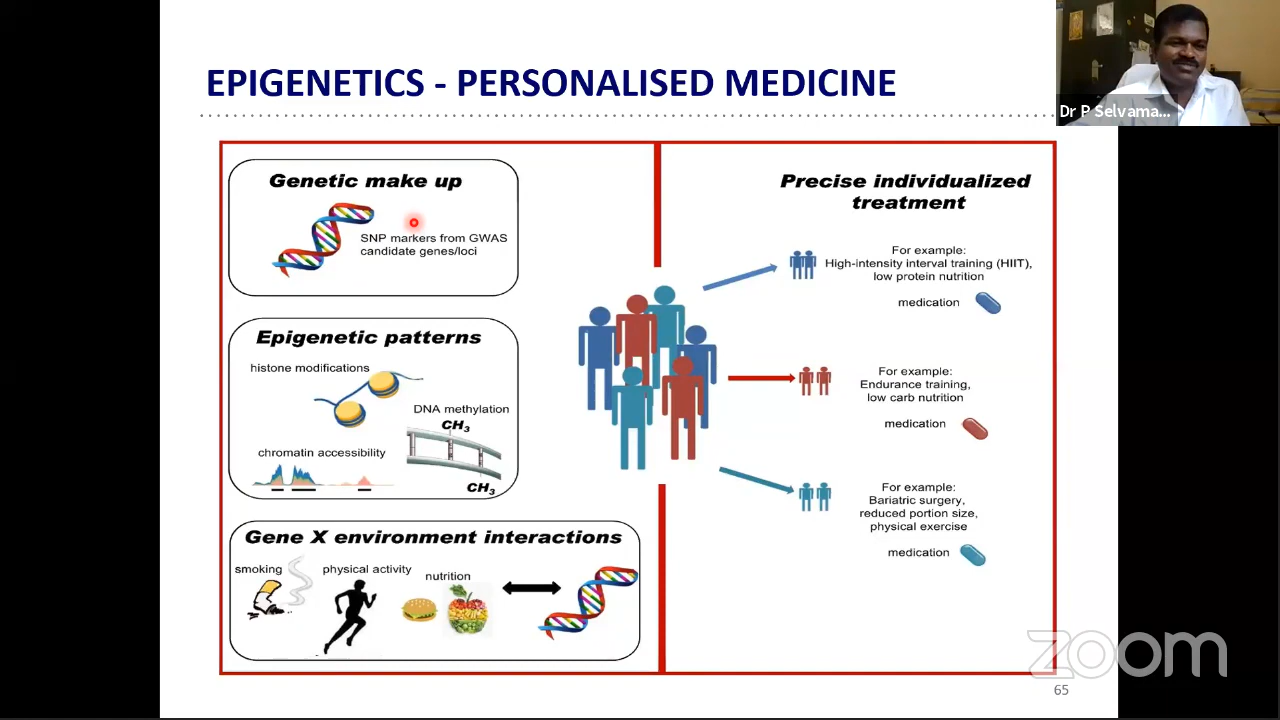 EPIGENETICS - PERSONALISED MEDICINE
Dr P Selvama...
Genetic make up
SNP markers from GWAS
candidate genes/loci
Epigenetic patterns
histone modifications
DNA methylation
CH3
chromatin accessibility
CH3
Gene X environment interactions
smoking
physical activity
nutrition
Precise individualized
treatment
For example:
High-intensity interval training (HIIT),
low protein nutrition
medication
For example:
Endurance training,
low carb nutrition
medication
For example:
Bariatric surgery,
reduced portion size,
physical exercise
medication
zoom
65